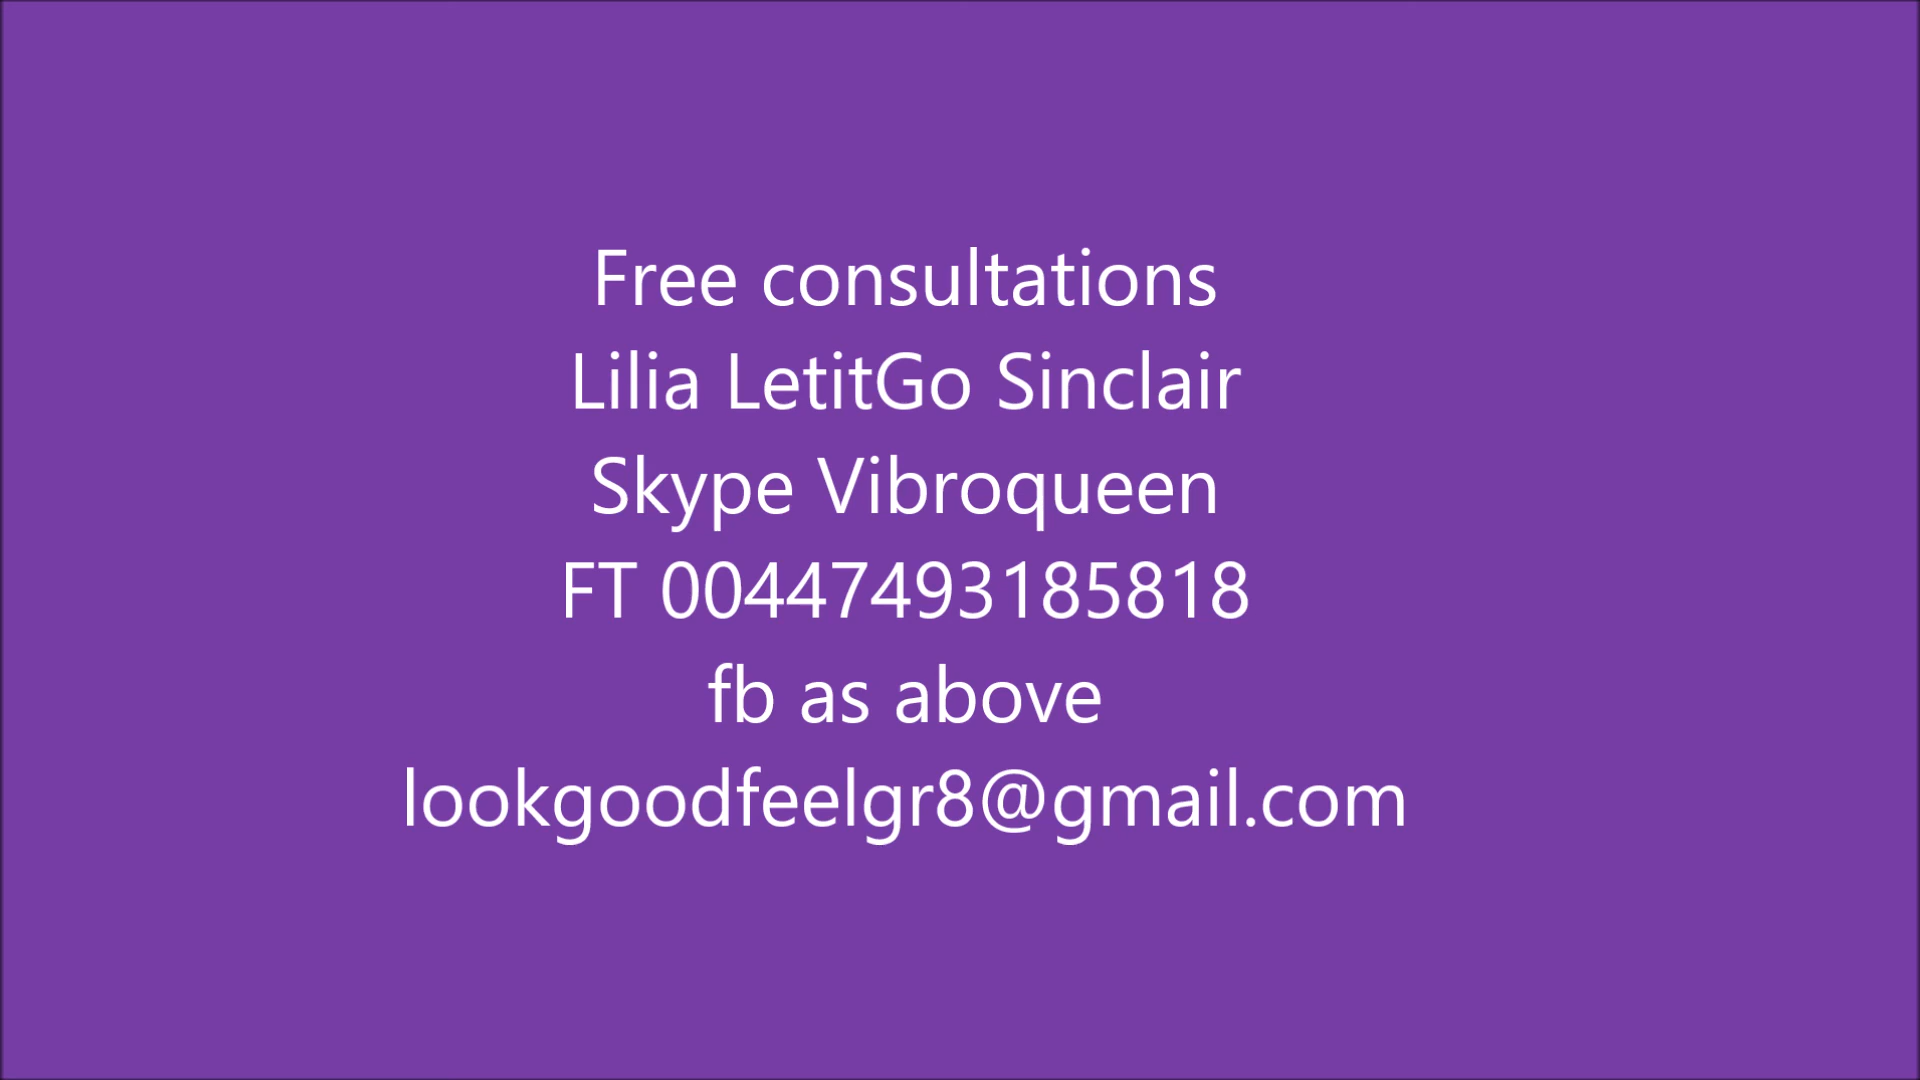 Free consultations
Lilia LetitGo Sinclair
Skype Vibroqueen
FT 00447493185818
fb as above
lookgoodfeelgr8@gmail.com